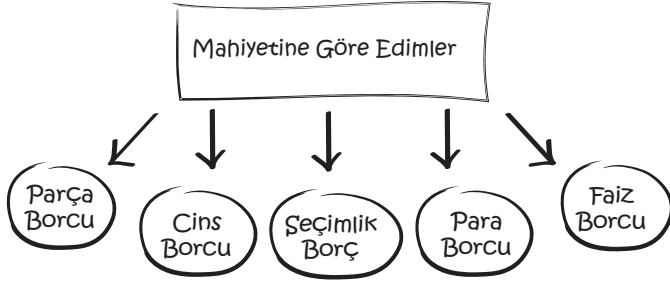 Mahiyetine Göre Edimler
Parça
Borcu
Cins
Borcu
Seçimlik
Borç
Para
Borcu
Faiz
Borcu